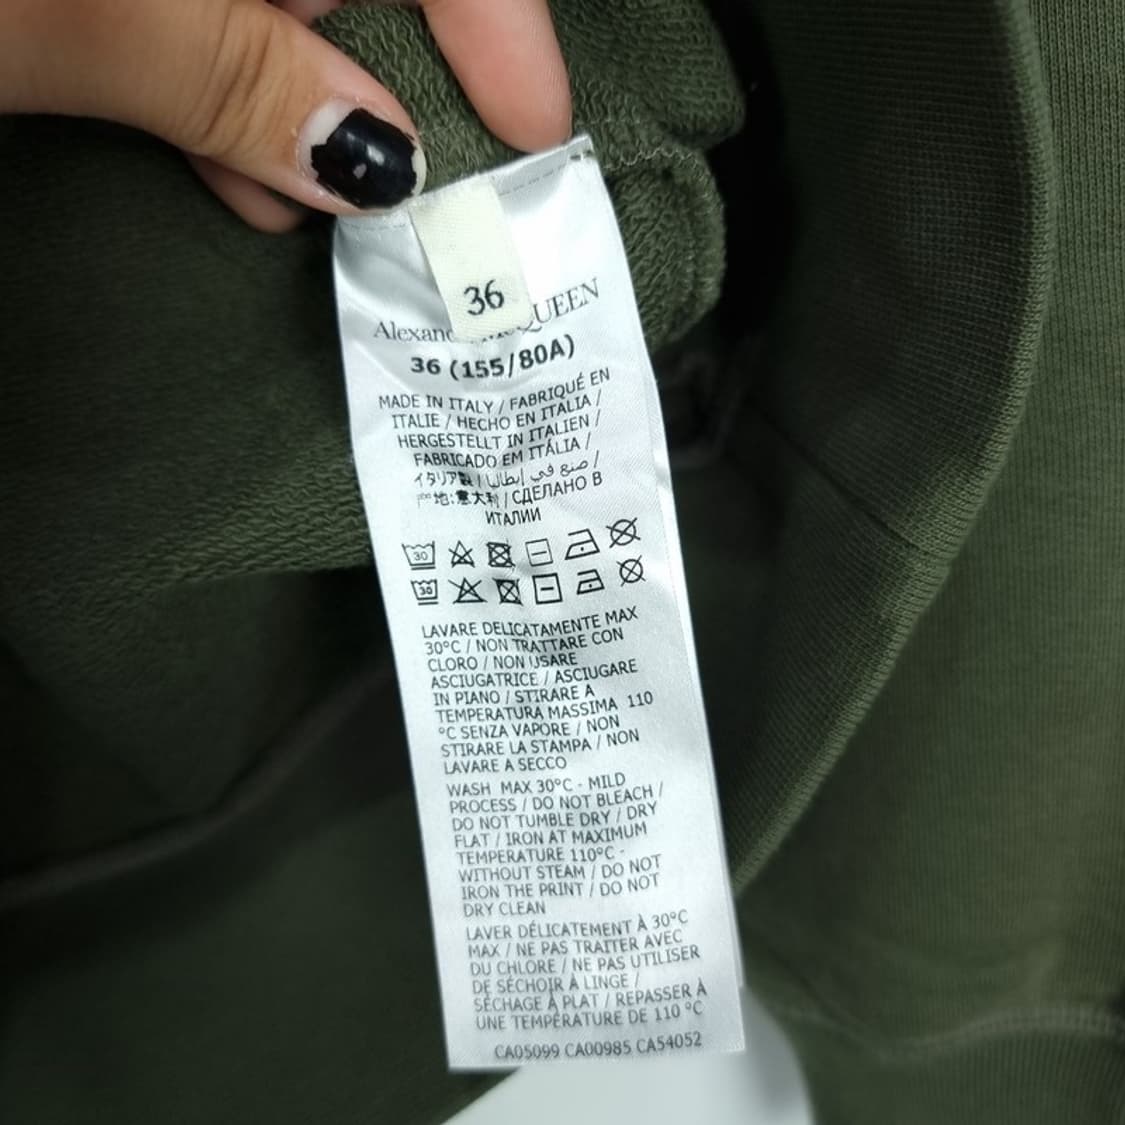 36
Alexan QUEEN
36 (155/80A)
MADE IN ITALY / FABRIQUÉ EN
ITALIE / HECHO EN ITALIA /
HERGESTELLT IN ITALIEN /
FABRICADO EM ITÁLIA /
イタリア製 / صنع في إيطاليا /
产地:意大利 / СДЕЛАНО В
ИТАЛИИ
30
30
LAVARE DELICATAMENTE MAX
30°C / NON TRATTARE CON
CLORO / NON USARE
ASCIUGATRICE / ASCIUGARE
IN PIANO / STIRARE A
TEMPERATURA MASSIMA 110
°C SENZA VAPORE / NON
STIRARE LA STAMPA / NON
LAVARE A SECCO
WASH MAX 30°C - MILD
PROCESS / DO NOT BLEACH /
DO NOT TUMBLE DRY / DRY
FLAT / IRON AT MAXIMUM
TEMPERATURE 110°C -
WITHOUT STEAM / DO NOT
IRON THE PRINT / DO NOT
DRY CLEAN
LAVER DÉLICATEMENT À 30°C
MAX / NE PAS TRAITER AVEC
DU CHLORE / NE PAS UTILISER
DE SÉCHOIR À LINGE /
SÉCHAGE À PLAT / REPASSER À
UNE TEMPÉRATURE DE 110 °C
CA05099 CA00985 CA54052